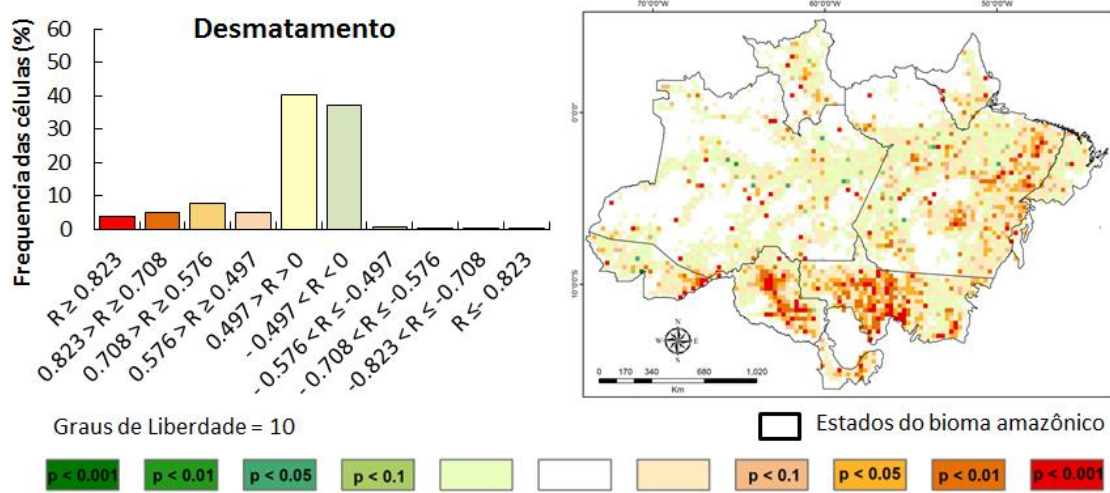 Desmatamento
Frequencia das células (%)
60
50
40
30
20
10
0
R ≥ 0.823
0.823 > R ≥ 0.708
0.708 > R ≥ 0.576
0.576 > R ≥ 0.497
0.497 > R > 0
- 0.497 < R < 0
- 0.576 < R ≤ -0.497
- 0.708 < R ≤ -0.576
-0.823 < R ≤ -0.708
R ≤- 0.823
70°0'0"W
60°0'0"W
50°0'0"W
0°0'0"
10°0'0"S
N
W
E
S
0 170 340 680 1,020
Km
Graus de Liberdade = 10
Estados do bioma amazônico
p < 0.001 p < 0.01 p < 0.05 p < 0.1 p < 0.1 p < 0.05 p < 0.01 p < 0.001